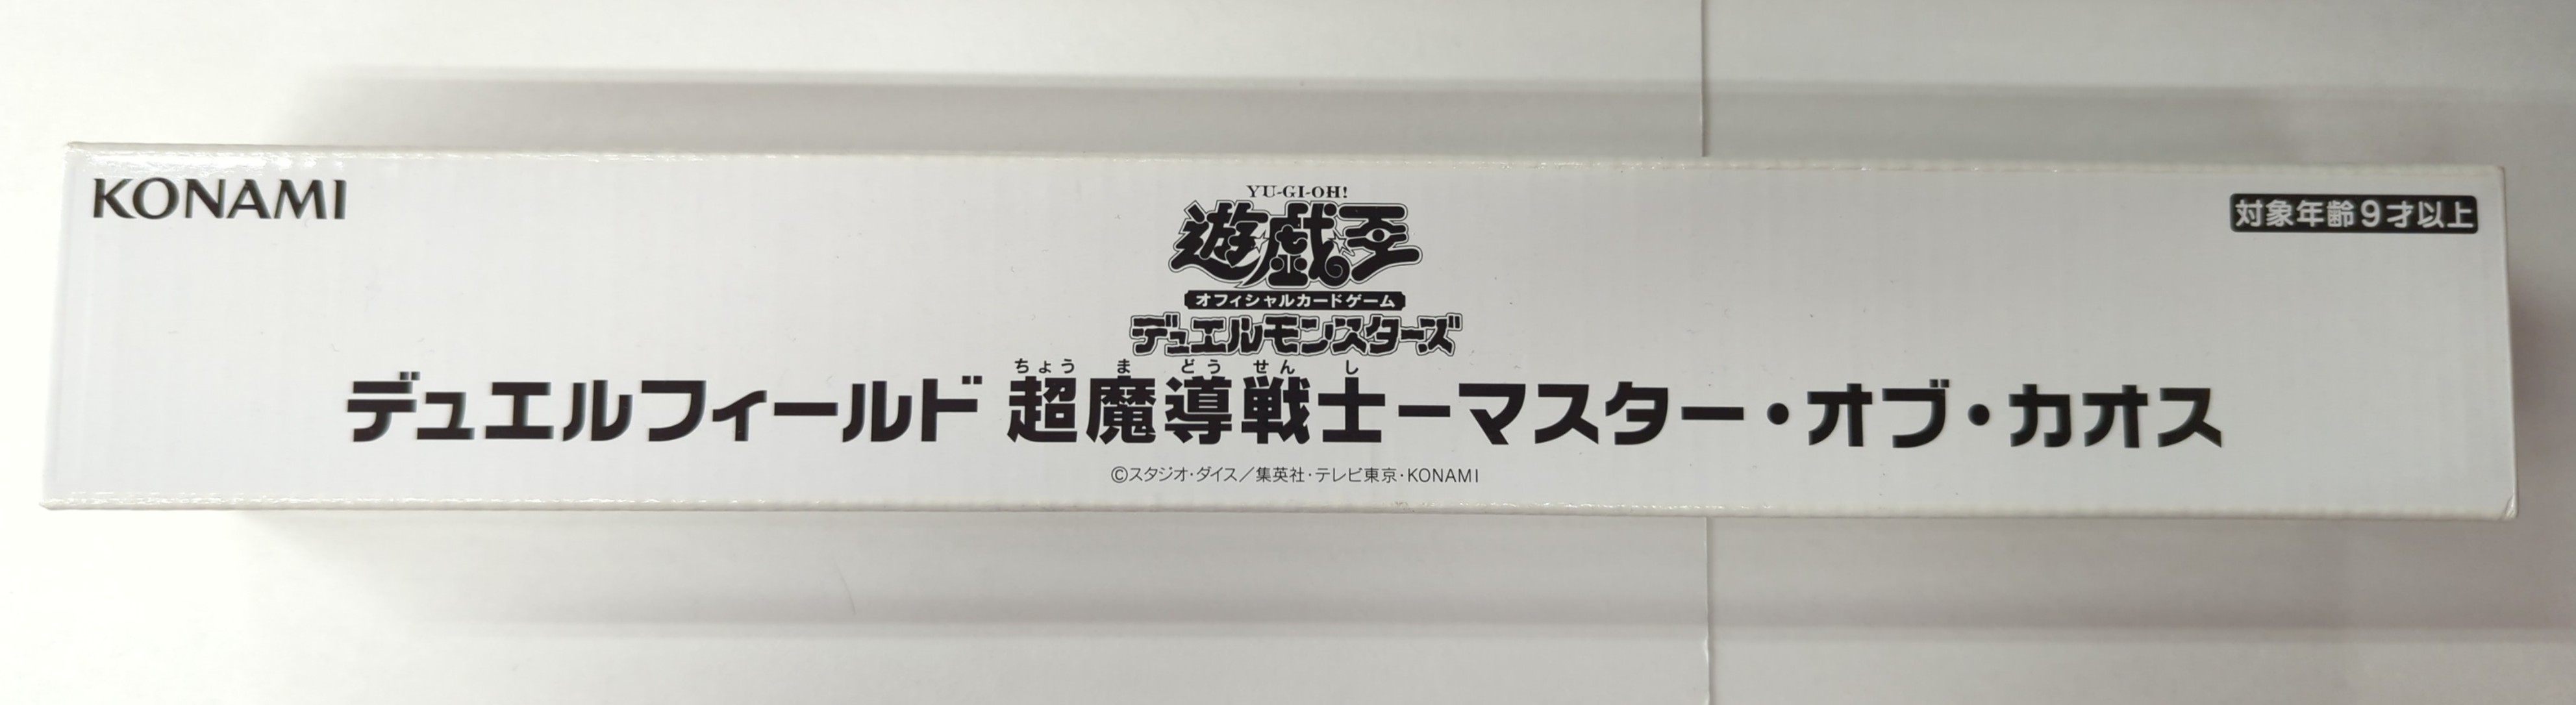 KONAMI
YU-GI-OH!
遊戯王
オフィシャルカードゲーム
デュエルモンスターズ
対象年齢9才以上
ちょう ま どう せん し
デュエルフィールド 超魔導戦士－マスター・オブ・カオス
©スタジオ・ダイス／集英社・テレビ東京・KONAMI